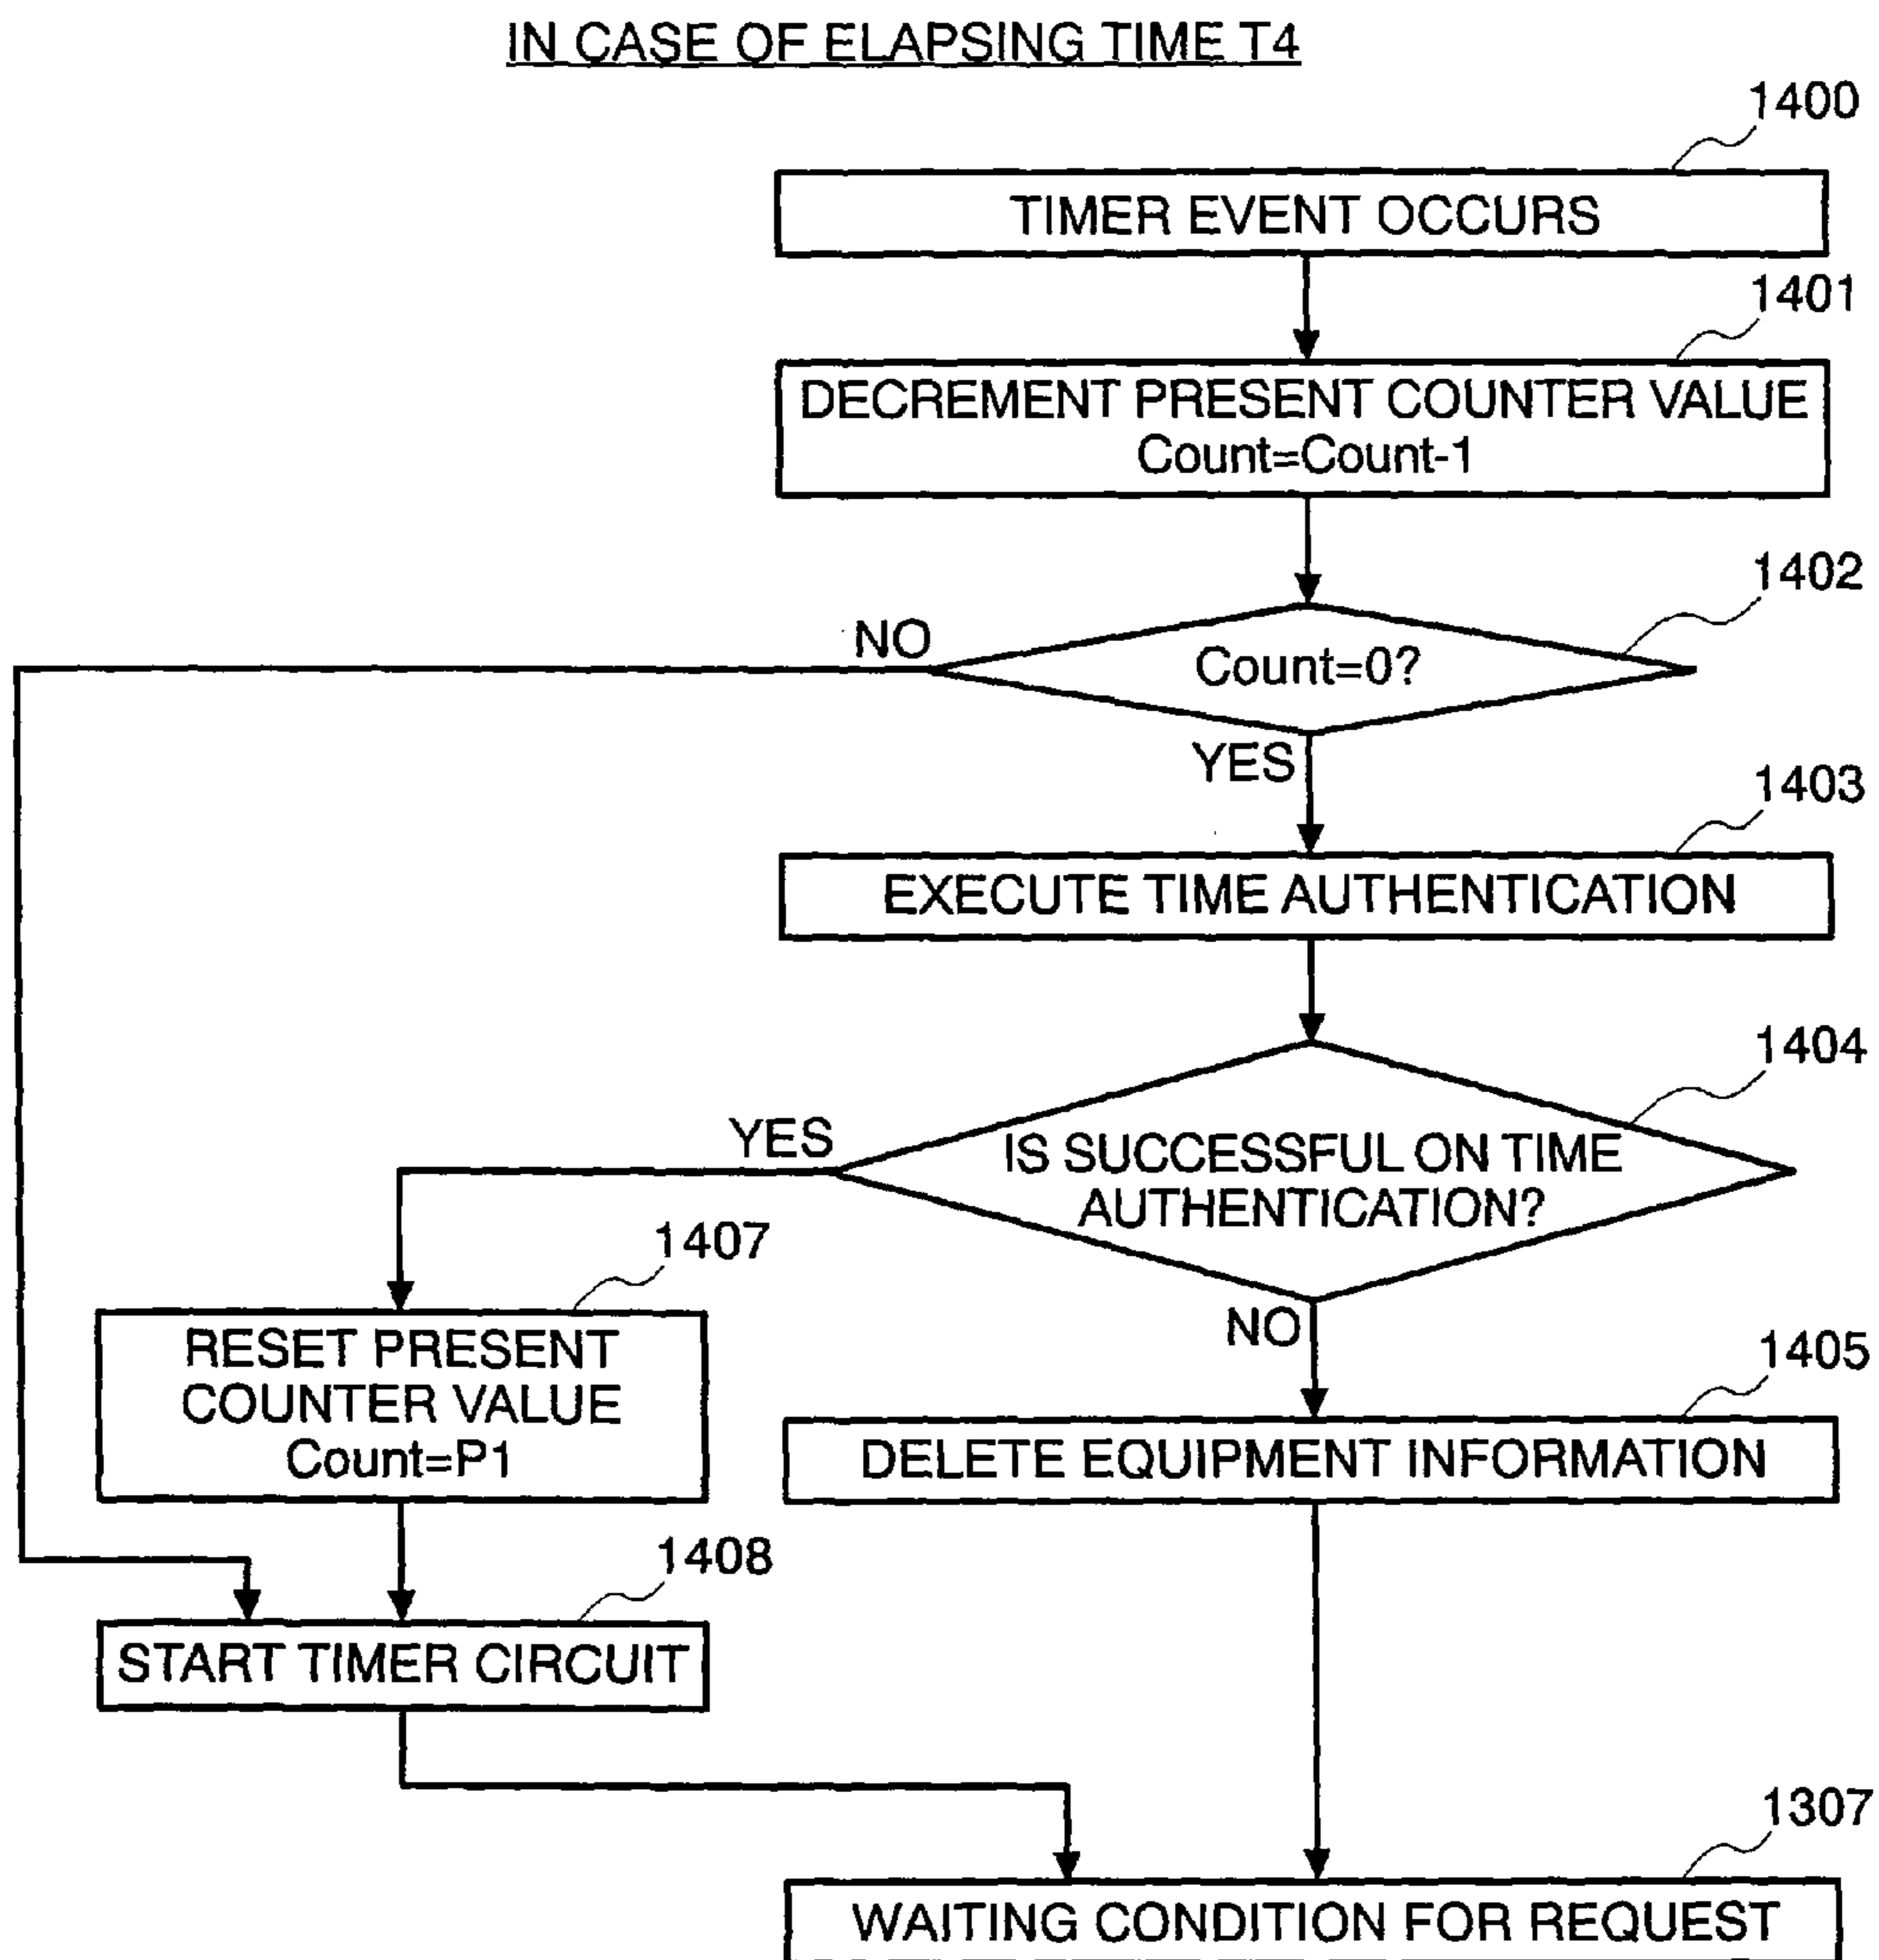 IN CASE OF ELAPSING TIME T4
1400
TIMER EVENT OCCURS
1401
DECREMENT PRESENT COUNTER VALUE
Count=Count-1
1402
NO
Count=0?
YES
1403
EXECUTE TIME AUTHENTICATION
1404
YES
IS SUCCESSFUL ON TIME
AUTHENTICATION?
1407
NO
RESET PRESENT
COUNTER VALUE
Count=P1
1405
DELETE EQUIPMENT INFORMATION
1408
START TIMER CIRCUIT
1307
WAITING CONDITION FOR REQUEST